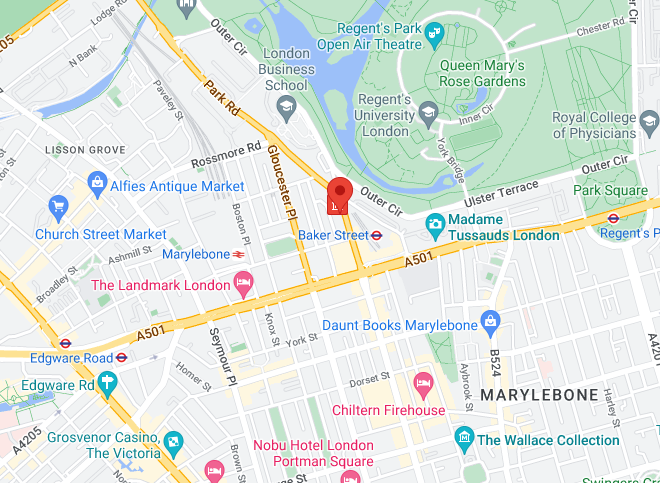 Lodge Rd
Outer Cir
05
N Bank
London
Business
School
Regent's Park
Open Air Theatre
Chester Rd
Queen Mary's
Rose Gardens
Outer Cir
Park Rd
Paveley St
Regent's
University
London
Inner Cir
Royal College
of Physicians
York Bridge
LISSON GROVE
Rossmore Rd
Gloucester Pl
Outer Cir
Outer Cir
Ulster Terrace
Park Square
Alfies Antique Market
Boston Pl
Church Street Market
Baker Street
Madame
Tussauds London
Regent's P
Ashmill St
Marylebone
A501
Broadley St
The Landmark London
A501
Knox St
York St
Daunt Books Marylebone
B524
A4201
Edgware Road
Seymour Pl
Homer St
Edgware Rd
Dorset St
Aybrook St
Chiltern Firehouse
MARYLEBONE
Harley St
A4205
Grosvenor Casino,
The Victoria
Brown St
Nobu Hotel London
Portman Square
The Wallace Collection